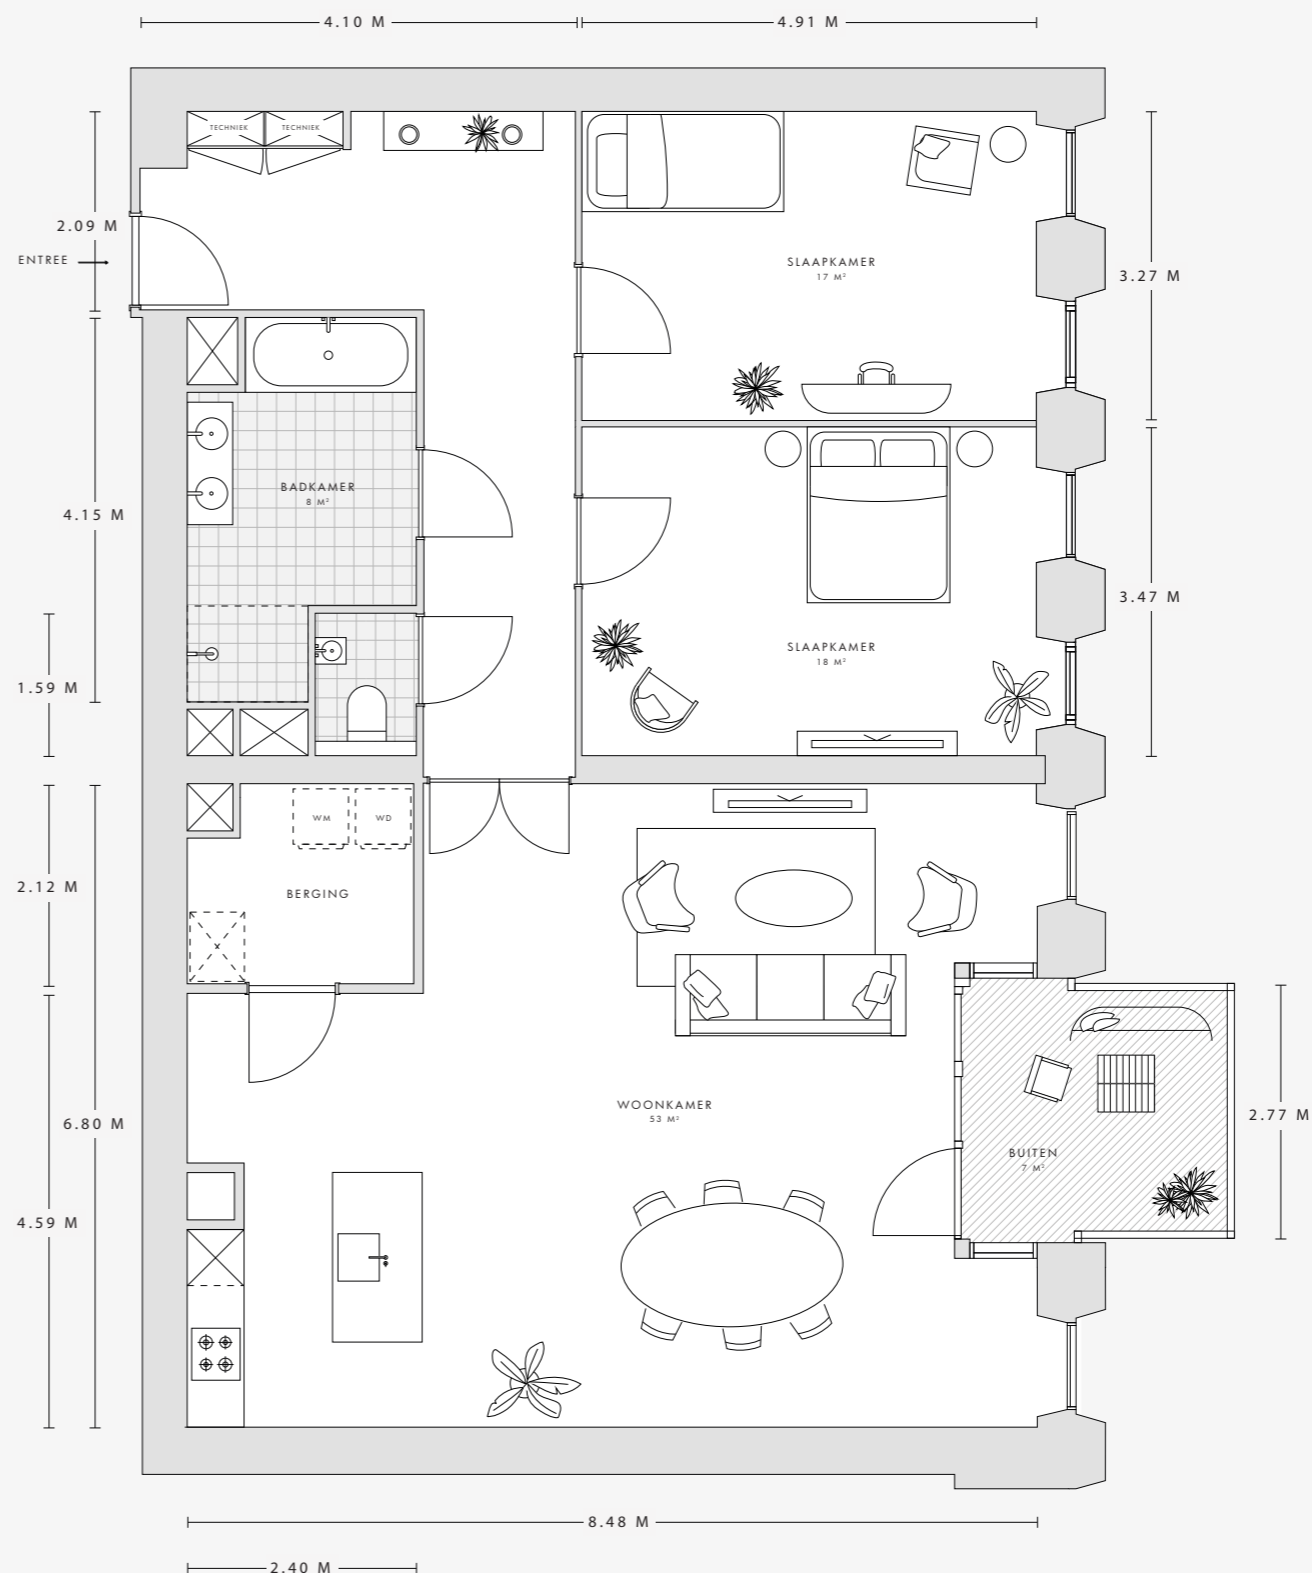 4.10 M
4.91 M
TECHNIEK
TECHNIEK
2.09 M
ENTREE
SLAAPKAMER
17 M²
3.27 M
BADKAMER
8 M²
4.15 M
3.47 M
SLAAPKAMER
18 M²
1.59 M
WM
WD
2.12 M
BERGING
WOONKAMER
53 M²
6.80 M
2.77 M
BUITEN
7 M²
4.59 M
8.48 M
2.40 M